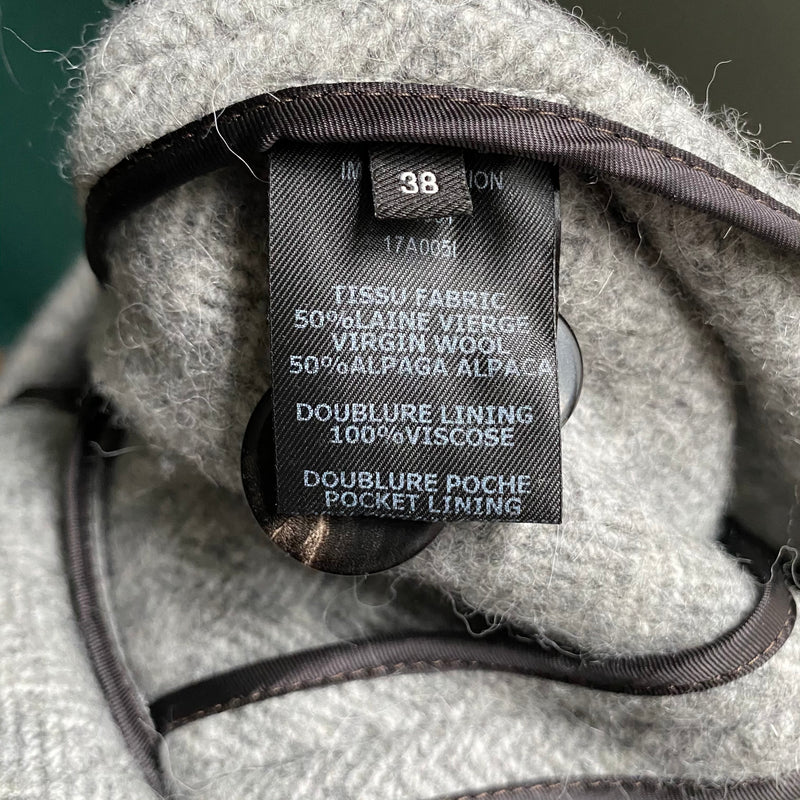 38
17A005I
TISSU FABRIC
50%LAINE VIERGE
VIRGIN WOOL
50%ALPAGA ALPACA
DOUBLURE LINING
100%VISCOSE
DOUBLURE POCHE
POCKET LINING